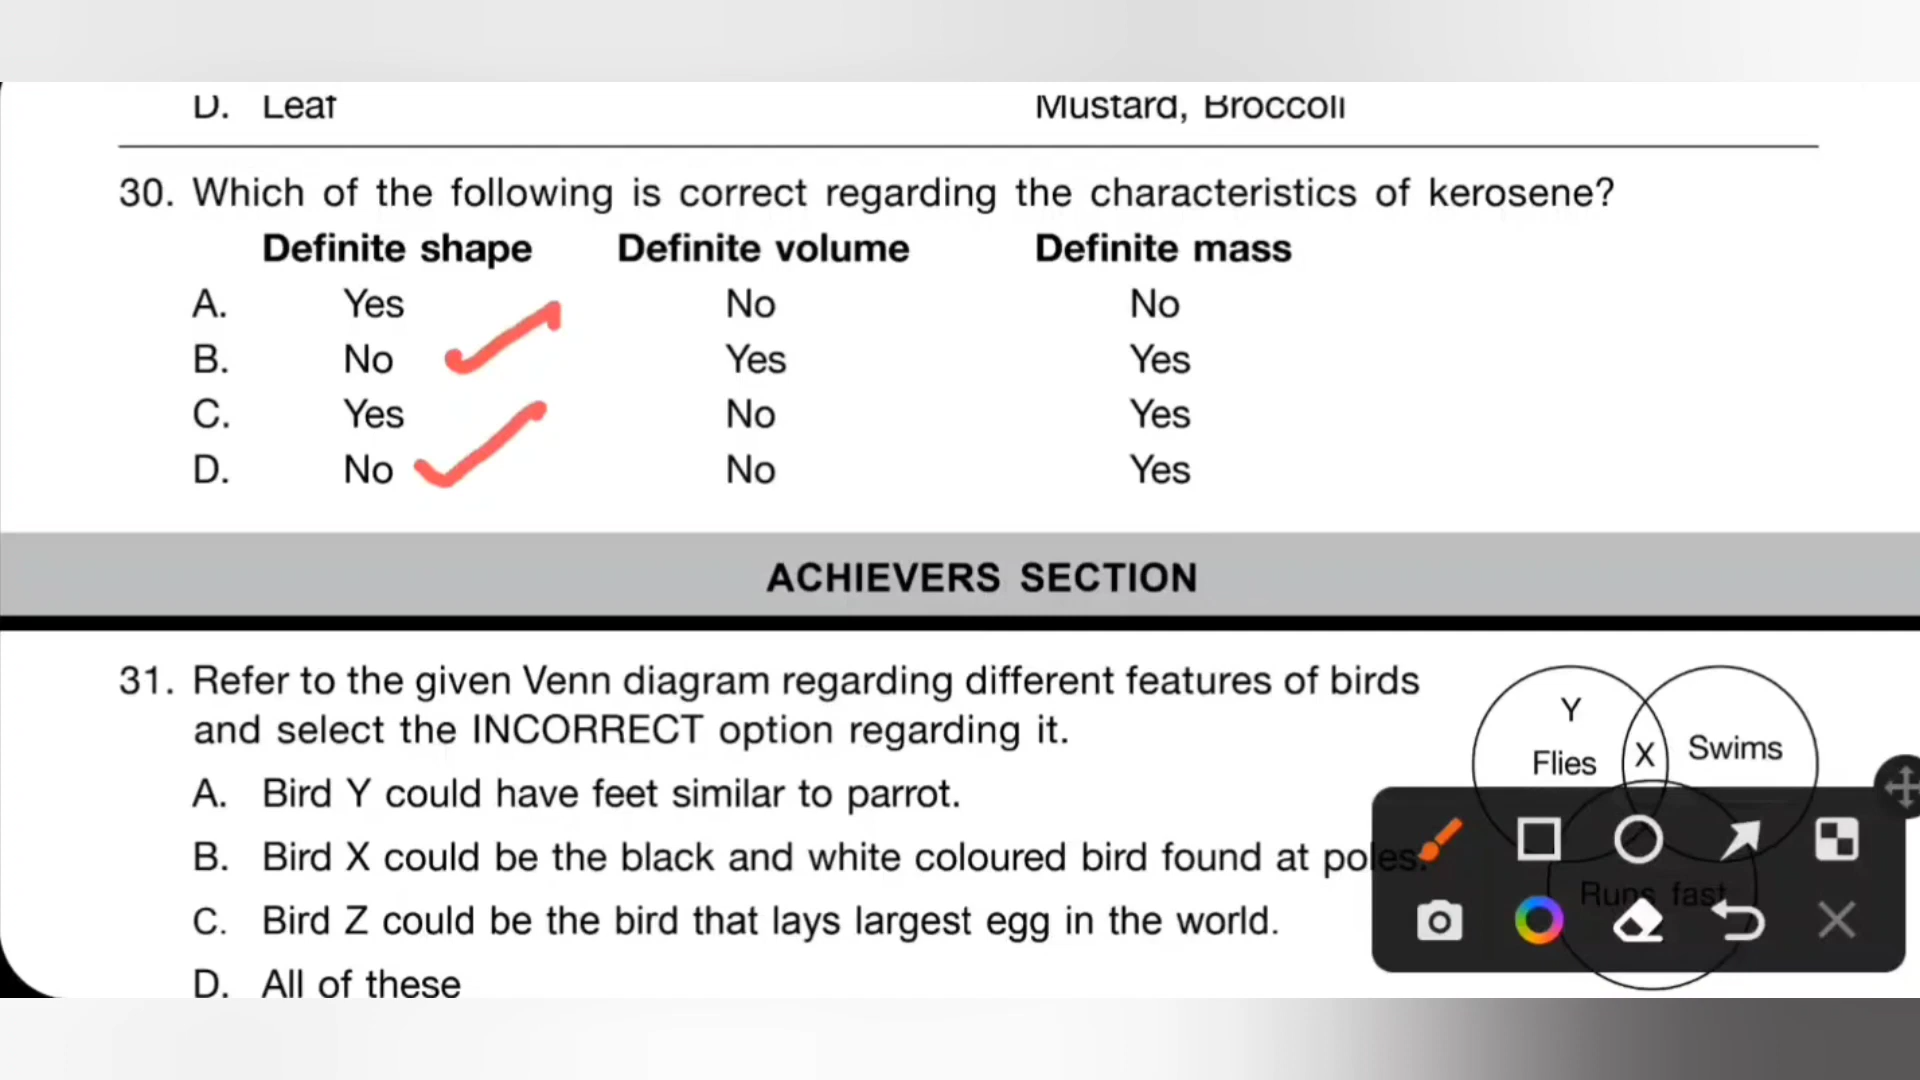 D. Leaf Mustard, Broccoli
30. Which of the following is correct regarding the characteristics of kerosene?
Definite shape Definite volume Definite mass
A. Yes No No
B. No Yes Yes
C. Yes No Yes
D. No No Yes
ACHIEVERS SECTION
31. Refer to the given Venn diagram regarding different features of birds
and select the INCORRECT option regarding it.
A. Bird Y could have feet similar to parrot.
B. Bird X could be the black and white coloured bird found at poles.
C. Bird Z could be the bird that lays largest egg in the world.
D. All of these
Y
Flies
X
Swims
Runs fast